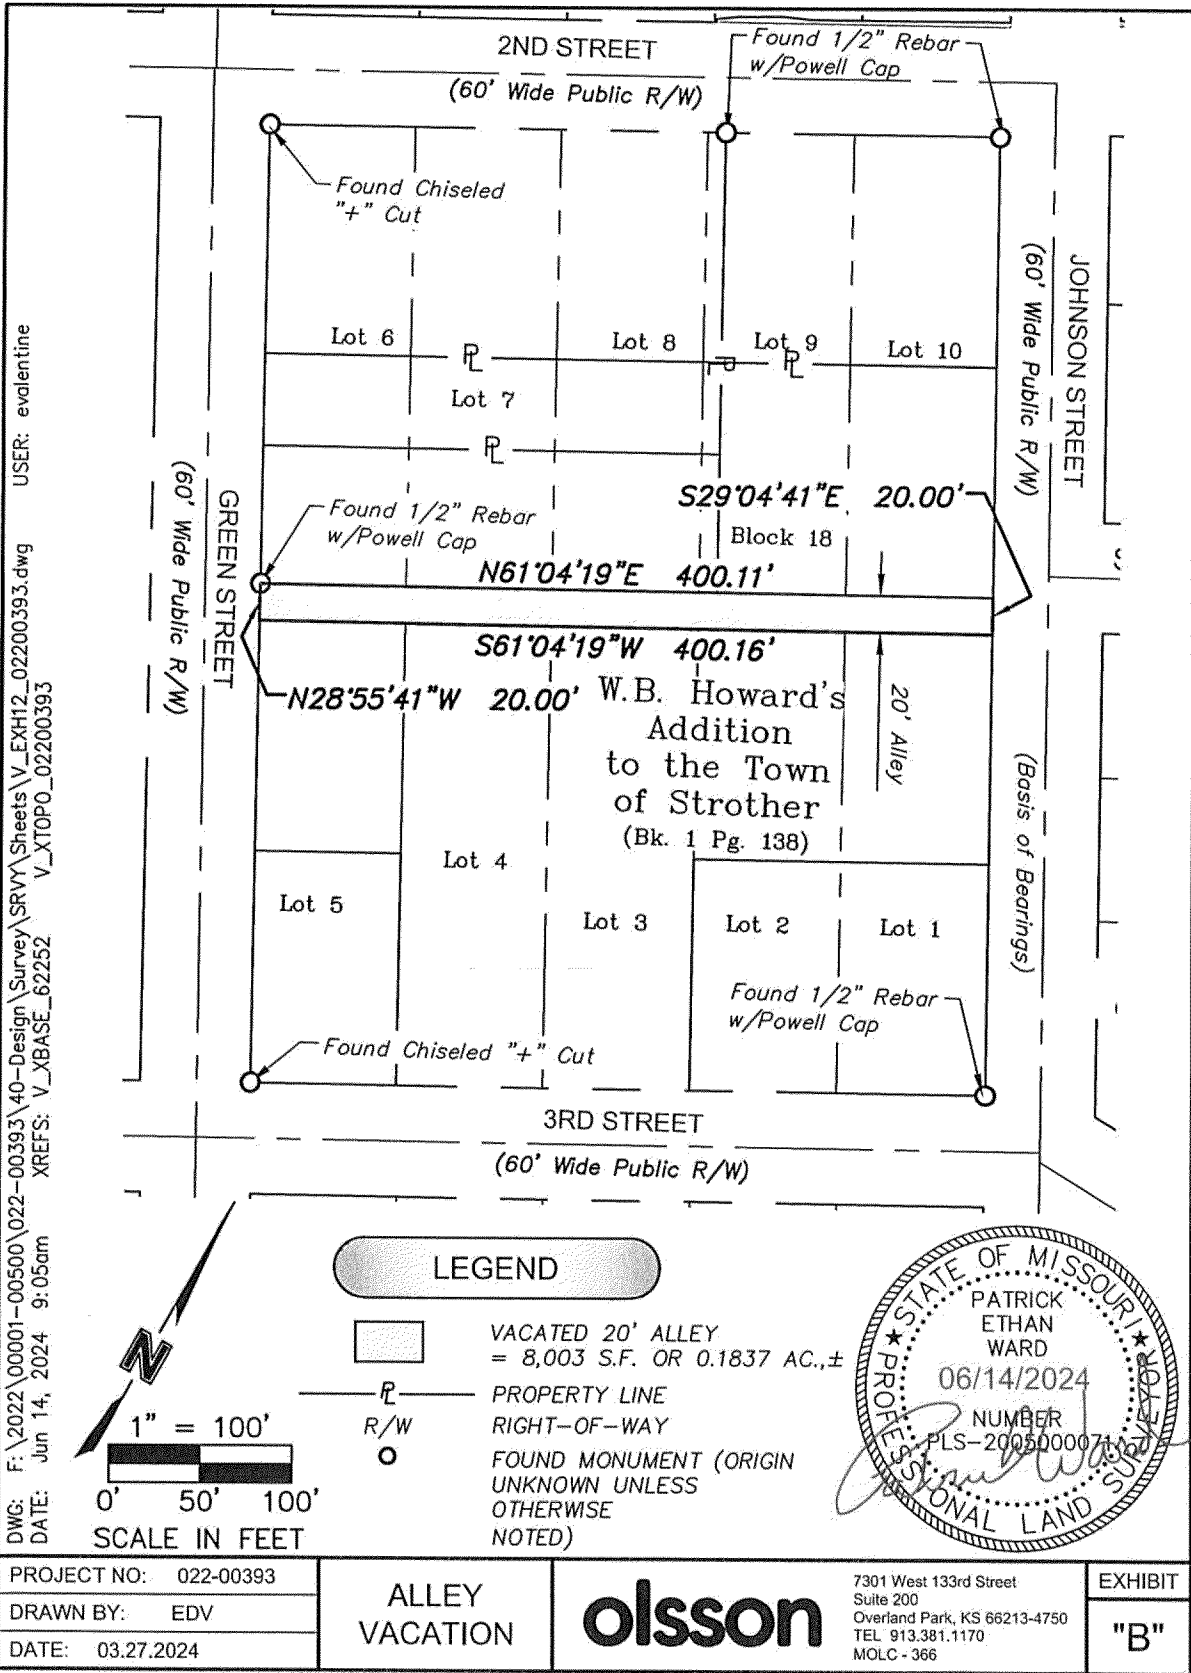 2ND STREET
(60' Wide Public R/W)
Found 1/2" Rebar
w/Powell Cap
Found Chiseled
"+" Cut
JOHNSON STREET
(60' Wide Public R/W)
Lot 6
Lot 8
Lot 9
Lot 10
PL
PL
Lot 7
PL
S29°04'41"E 20.00'
GREEN STREET
(60' Wide Public R/W)
Found 1/2" Rebar
w/Powell Cap
Block 18
N61°04'19"E 400.11'
S61°04'19"W 400.16'
N28°55'41"W 20.00'
W.B. Howard's
Addition
to the Town
of Strother
(Bk. 1 Pg. 138)
20' Alley
(Basis of Bearings)
Lot 4
Lot 5
Lot 3
Lot 2
Lot 1
Found 1/2" Rebar
w/Powell Cap
Found Chiseled "+" Cut
3RD STREET
(60' Wide Public R/W)
DWG: F:\2022\00001-00500\022-00393\40-Design\Survey\SRVY\Sheets\V_EXH12_02200393.dwg USER: evalentine
DATE: Jun 14, 2024 9:05am XREFS: V_XBASE_62252 V_XTOPO_02200393
N
1" = 100'
0' 50' 100'
SCALE IN FEET
LEGEND
VACATED 20' ALLEY
= 8,003 S.F. OR 0.1837 AC.,±
PL PROPERTY LINE
R/W RIGHT-OF-WAY
FOUND MONUMENT (ORIGIN
UNKNOWN UNLESS
OTHERWISE
NOTED)
STATE OF MISSOURI
PATRICK
ETHAN
WARD
06/14/2024
NUMBER
PLS-2005000071
PROFESSIONAL LAND SURVEYOR
PROJECT NO: 022-00393
DRAWN BY: EDV
DATE: 03.27.2024
ALLEY
VACATION
olsson
7301 West 133rd Street
Suite 200
Overland Park, KS 66213-4750
TEL 913.381.1170
MOLC - 366
EXHIBIT
"B"